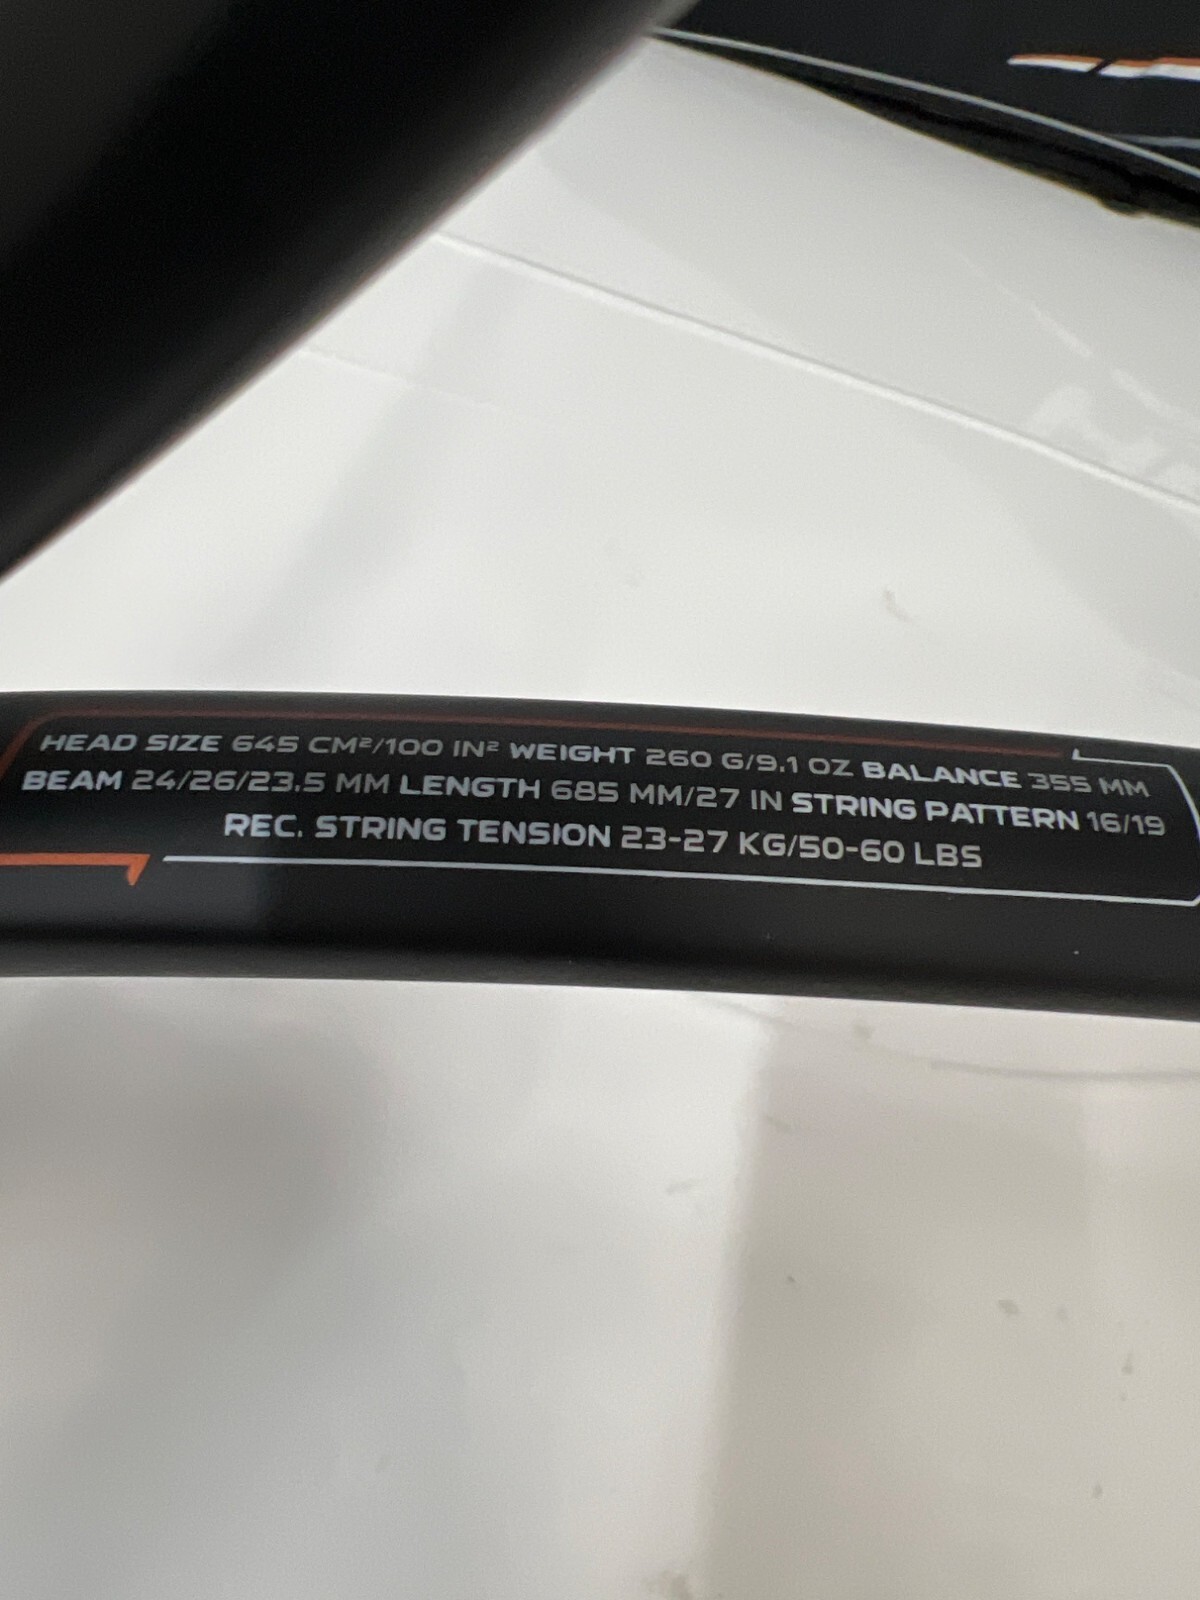 HEAD SIZE 645 CM²/100 IN² WEIGHT 260 G/9.1 OZ BALANCE 355 MM
BEAM 24/26/23.5 MM LENGTH 685 MM/27 IN STRING PATTERN 16/19
REC. STRING TENSION 23-27 KG/50-60 LBS